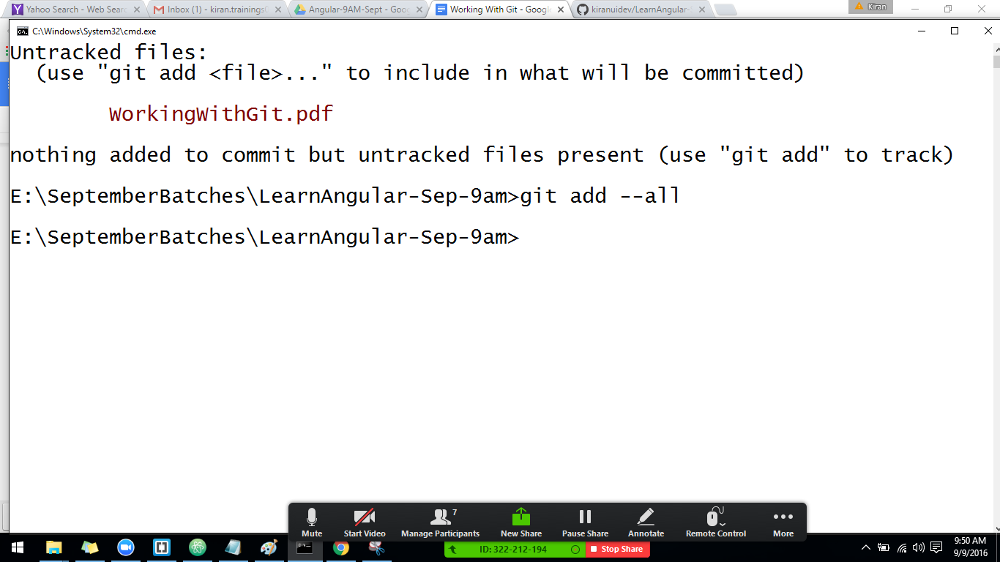 Yahoo Search - Web Sear
Inbox (1) - kiran.trainings
Angular-9AM-Sept - Goo
Working With Git - Google
kiranuidev/LearnAngular-
Kiran
C:\Windows\System32\cmd.exe
Untracked files:
(use "git add <file>..." to include in what will be committed)
WorkingWithGit.pdf
nothing added to commit but untracked files present (use "git add" to track)
E:\SeptemberBatches\LearnAngular-Sep-9am>git add --all
E:\SeptemberBatches\LearnAngular-Sep-9am>
7
Mute
Start Video
Manage Participants
New Share
Pause Share
Annotate
Remote Control
More
ID: 322-212-194
Stop Share
9:50 AM
9/9/2016